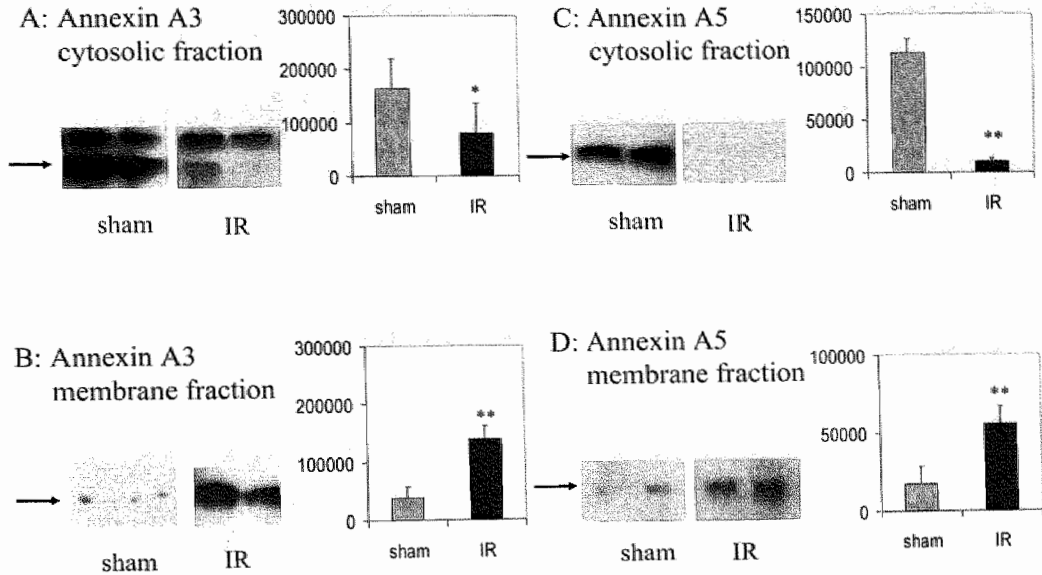 A: Annexin A3
cytosolic fraction
300000
200000
100000
0
*
sham
IR
sham
IR
C: Annexin A5
cytosolic fraction
150000
100000
50000
0
**
sham
IR
sham
IR
B: Annexin A3
membrane fraction
300000
200000
100000
0
**
sham
IR
sham
IR
D: Annexin A5
membrane fraction
100000
50000
0
**
sham
IR
sham
IR